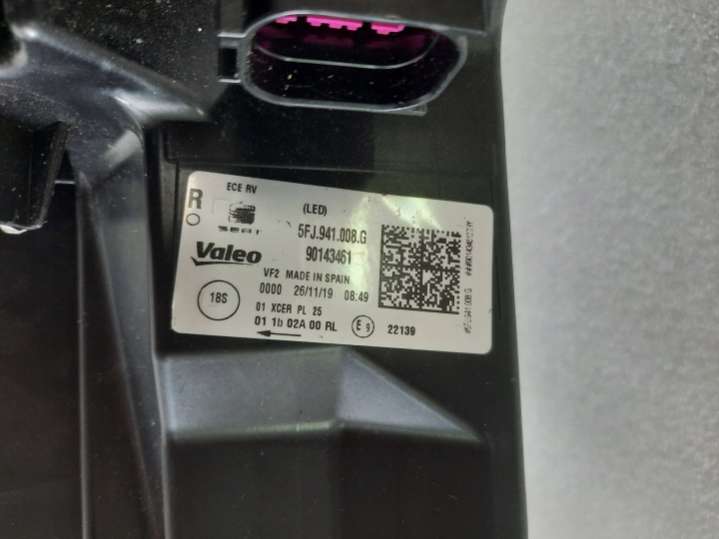 R
ECE RV
(LED)
5FJ.941.008.G
Valeo
90143461
VF2 MADE IN SPAIN
0000 26/11/19 08:49
18S
01 XCER PL 25
01 1b 02A 00 RL
E9
22139